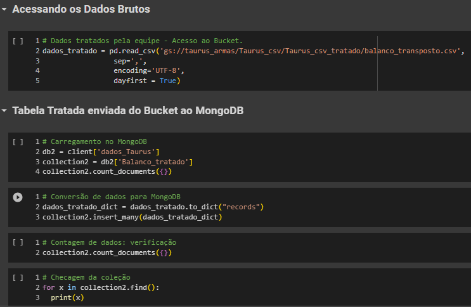 Acessando os Dados Brutos
[ ] 1 # Dados tratados pela equipe - Acesso ao Bucket.
2 dados_tratado = pd.read_csv('gs://taurus_armas/Taurus_csv/Taurus_csv_tratado/balanco_transposto.csv',
3 sep=',',
4 encoding='UTF-8',
5 dayfirst = True)
Tabela Tratada enviada do Bucket ao MongoDB
[ ] 1 # Carregamento no MongoDB
2 db2 = client['dados_Taurus']
3 collection2 = db2['Balanco_tratado']
4 collection2.count_documents({})
1 # Conversão de dados para MongoDB
2 dados_tratado_dict = dados_tratado.to_dict("records")
3 collection2.insert_many(dados_tratado_dict)
[ ] 1 # Contagem de dados: verificação
2 collection2.count_documents({})
[ ] 1 # Checagem da coleção
2 for x in collection2.find():
3 print(x)